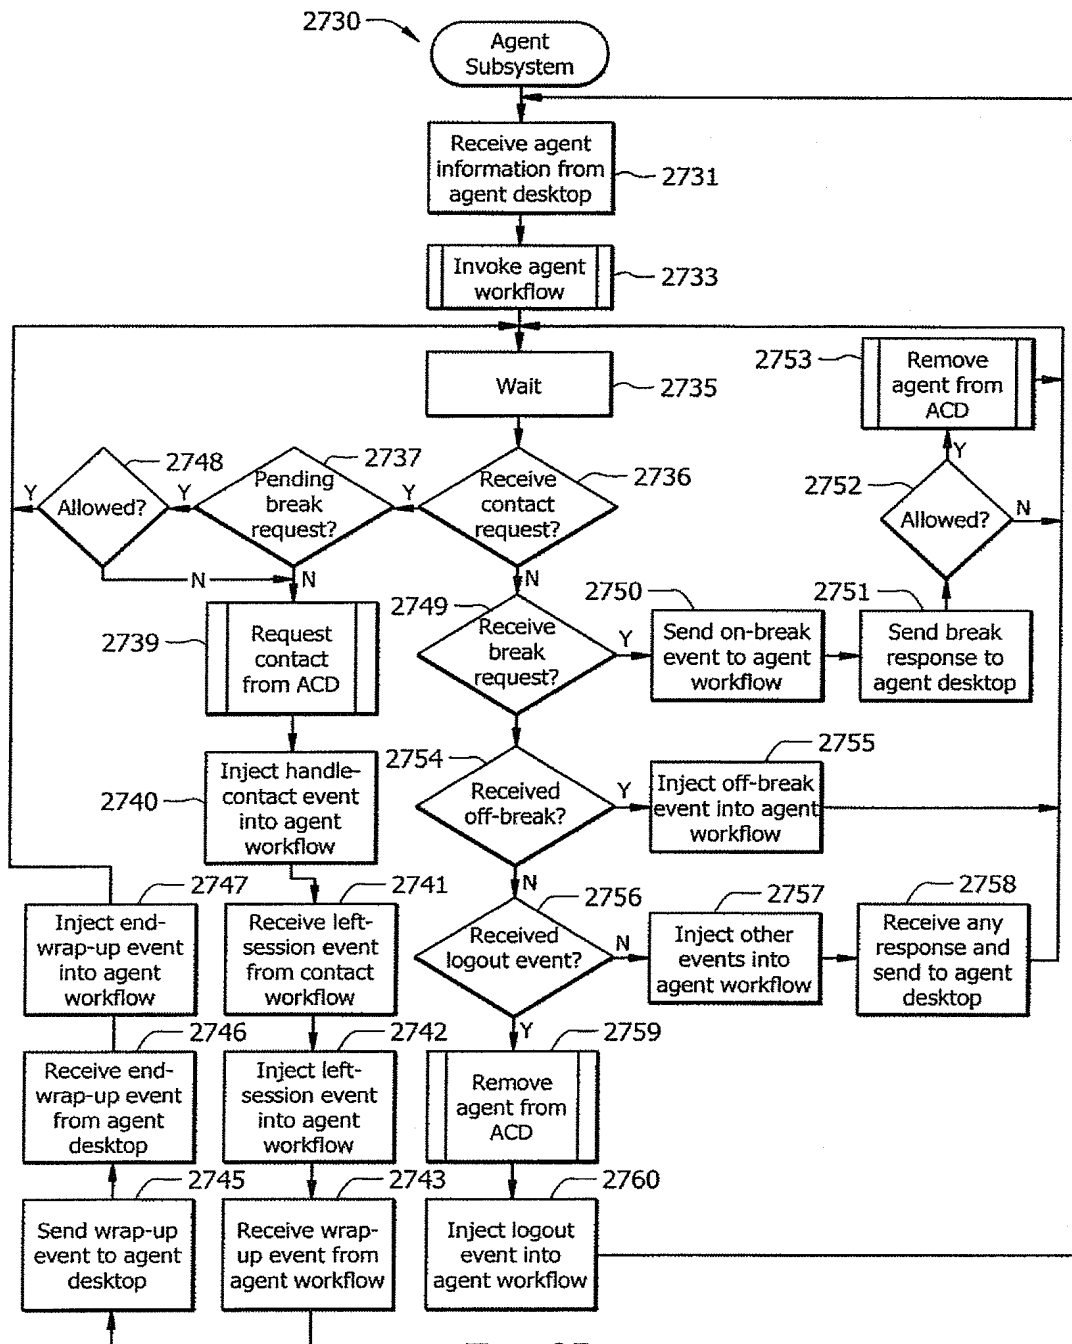 2730
Agent
Subsystem
Receive agent
information from
agent desktop
2731
Invoke agent
workflow
2733
Wait
2735
2753
Remove
agent from
ACD
Y
2752
Allowed?
N
2748
Allowed?
Y
Y
N
2737
Pending
break
request?
Y
N
2736
Receive
contact
request?
N
2739
Request
contact
from ACD
2749
Receive
break
request?
Y
2750
Send on-break
event to agent
workflow
2751
Send break
response to
agent desktop
2740
Inject handle-
contact event
into agent
workflow
2754
Received
off-break?
Y
N
2755
Inject off-break
event into agent
workflow
2747
Inject end-
wrap-up event
into agent
workflow
2741
Receive left-
session event
from contact
workflow
2756
Received
logout event?
N
Y
2757
Inject other
events into
agent workflow
2758
Receive any
response and
send to agent
desktop
2746
Receive end-
wrap-up event
from agent
desktop
2742
Inject left-
session event
into agent
workflow
2759
Remove
agent from
ACD
2745
Send wrap-up
event to agent
desktop
2743
Receive wrap-
up event from
agent workflow
2760
Inject logout
event into
agent workflow